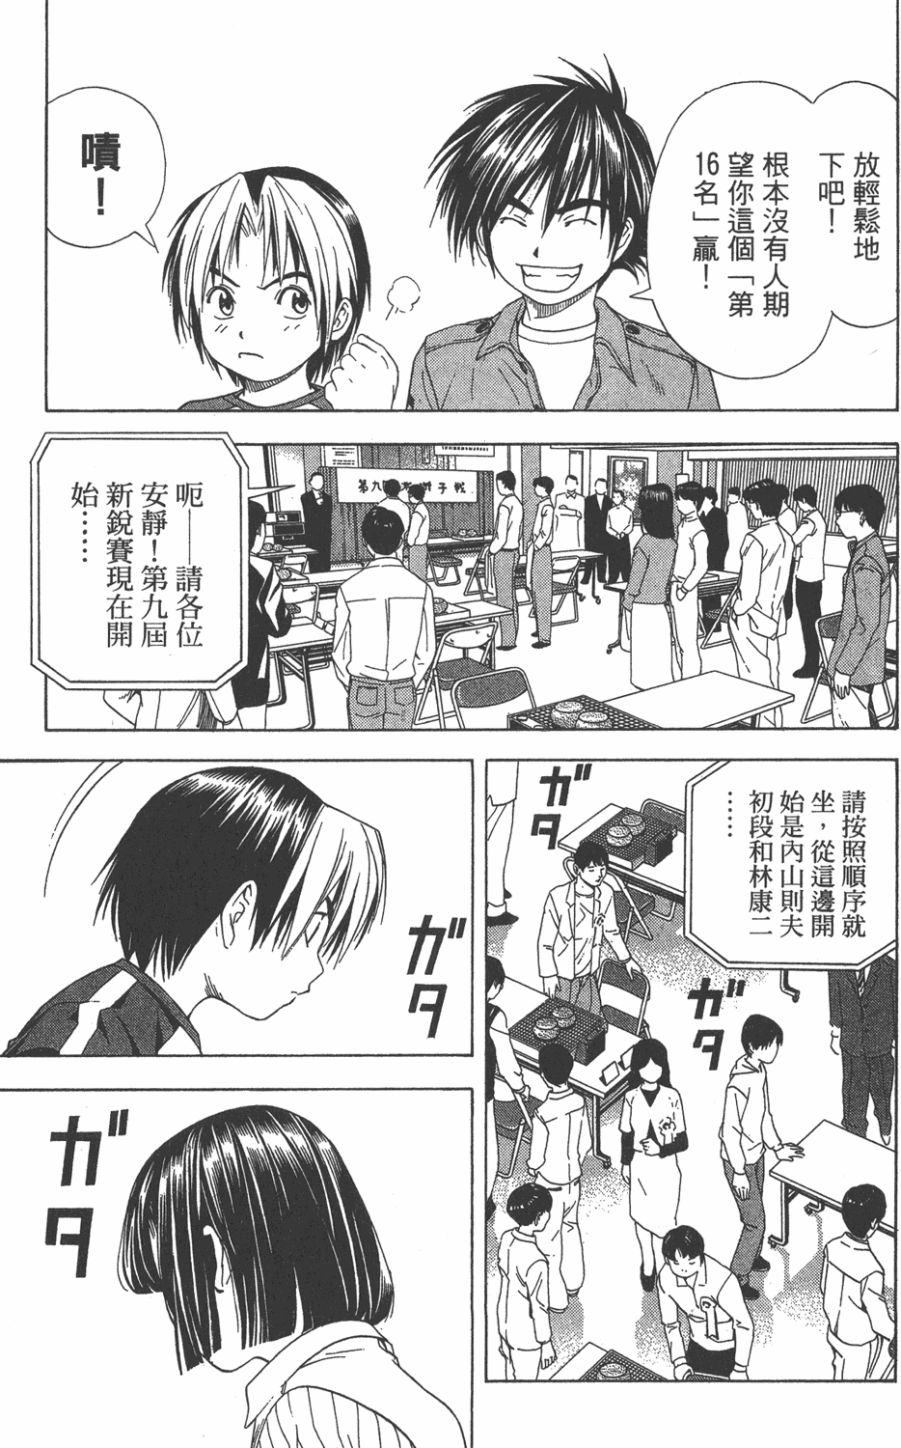 放輕鬆地
下吧！
根本沒有人期
望你這個「第
16名」贏！
嘖！
呃——請各位
安靜！第九屆
新銳賽現在開
始……
請按照順序就
坐，從這邊開
始是內山則夫
初段和林康二
……
ガタ
ガタ
ガタ
ガタ